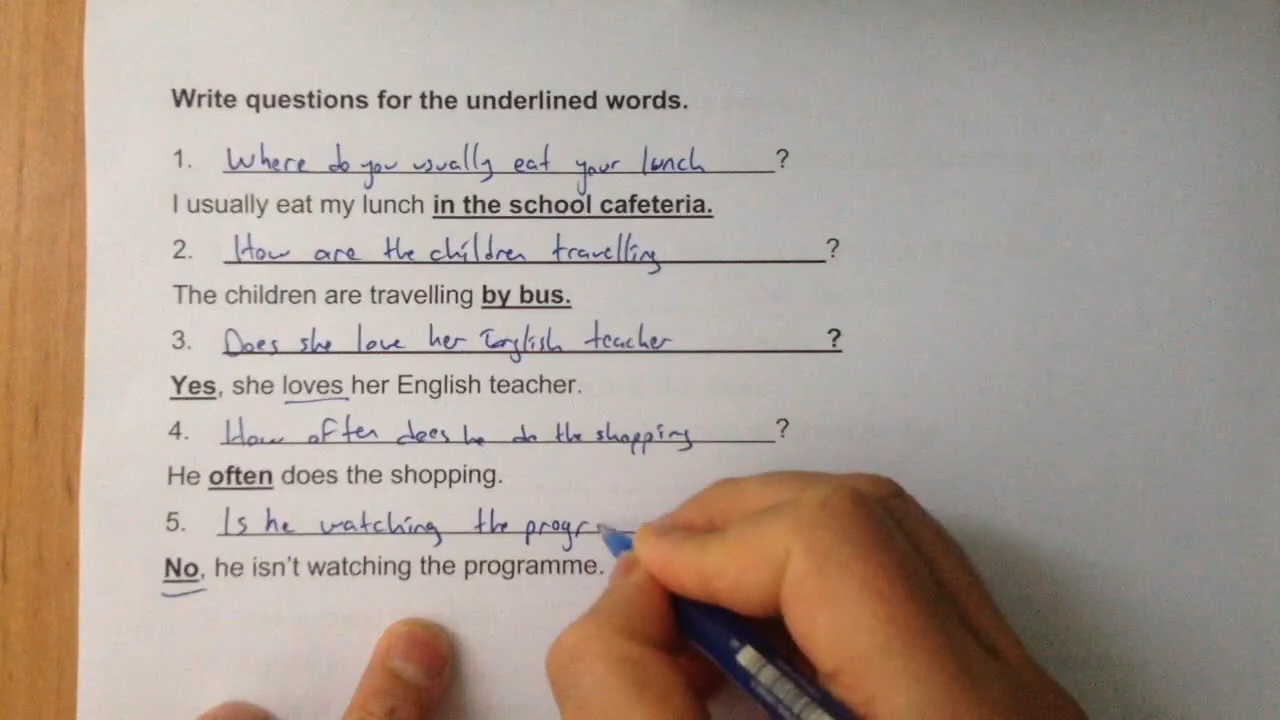 Write questions for the underlined words.
1. Where do you usually eat your lunch ?
I usually eat my lunch in the school cafeteria.
2. How are the children travelling ?
The children are travelling by bus.
3. Does she love her English teacher ?
Yes, she loves her English teacher.
4. How often does he do the shopping ?
He often does the shopping.
5. Is he watching the progr
No, he isn't watching the programme.